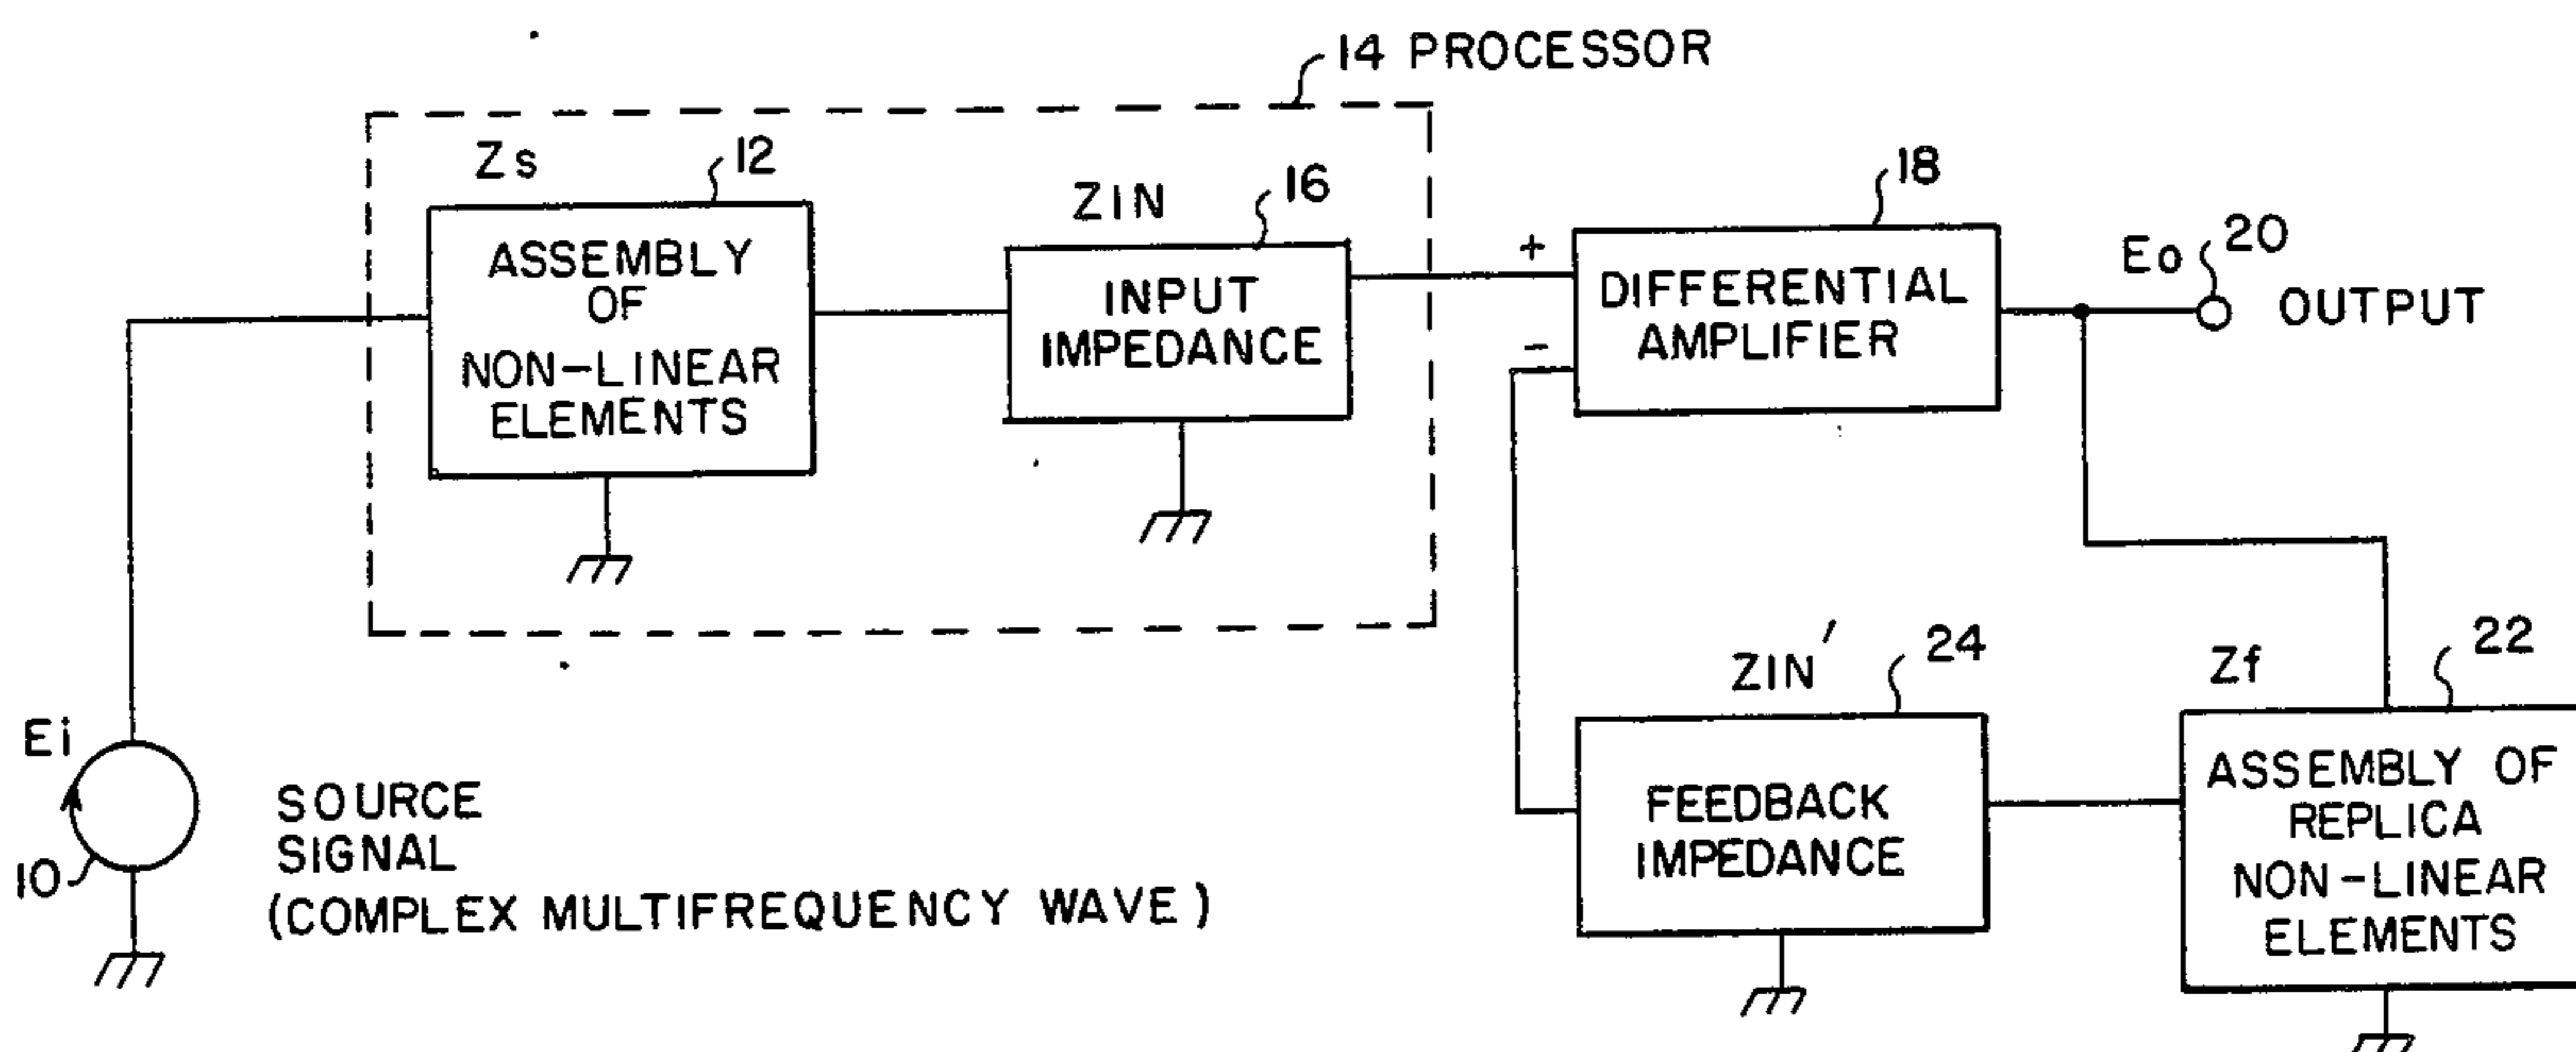 14 PROCESSOR
Zs
12
ZIN
16
ASSEMBLY
OF
NON-LINEAR
ELEMENTS
INPUT
IMPEDANCE
+
-
18
DIFFERENTIAL
AMPLIFIER
Eo
20
OUTPUT
Ei
10
SOURCE
SIGNAL
(COMPLEX MULTIFREQUENCY WAVE)
ZIN'
24
FEEDBACK
IMPEDANCE
Zf
22
ASSEMBLY OF
REPLICA
NON-LINEAR
ELEMENTS